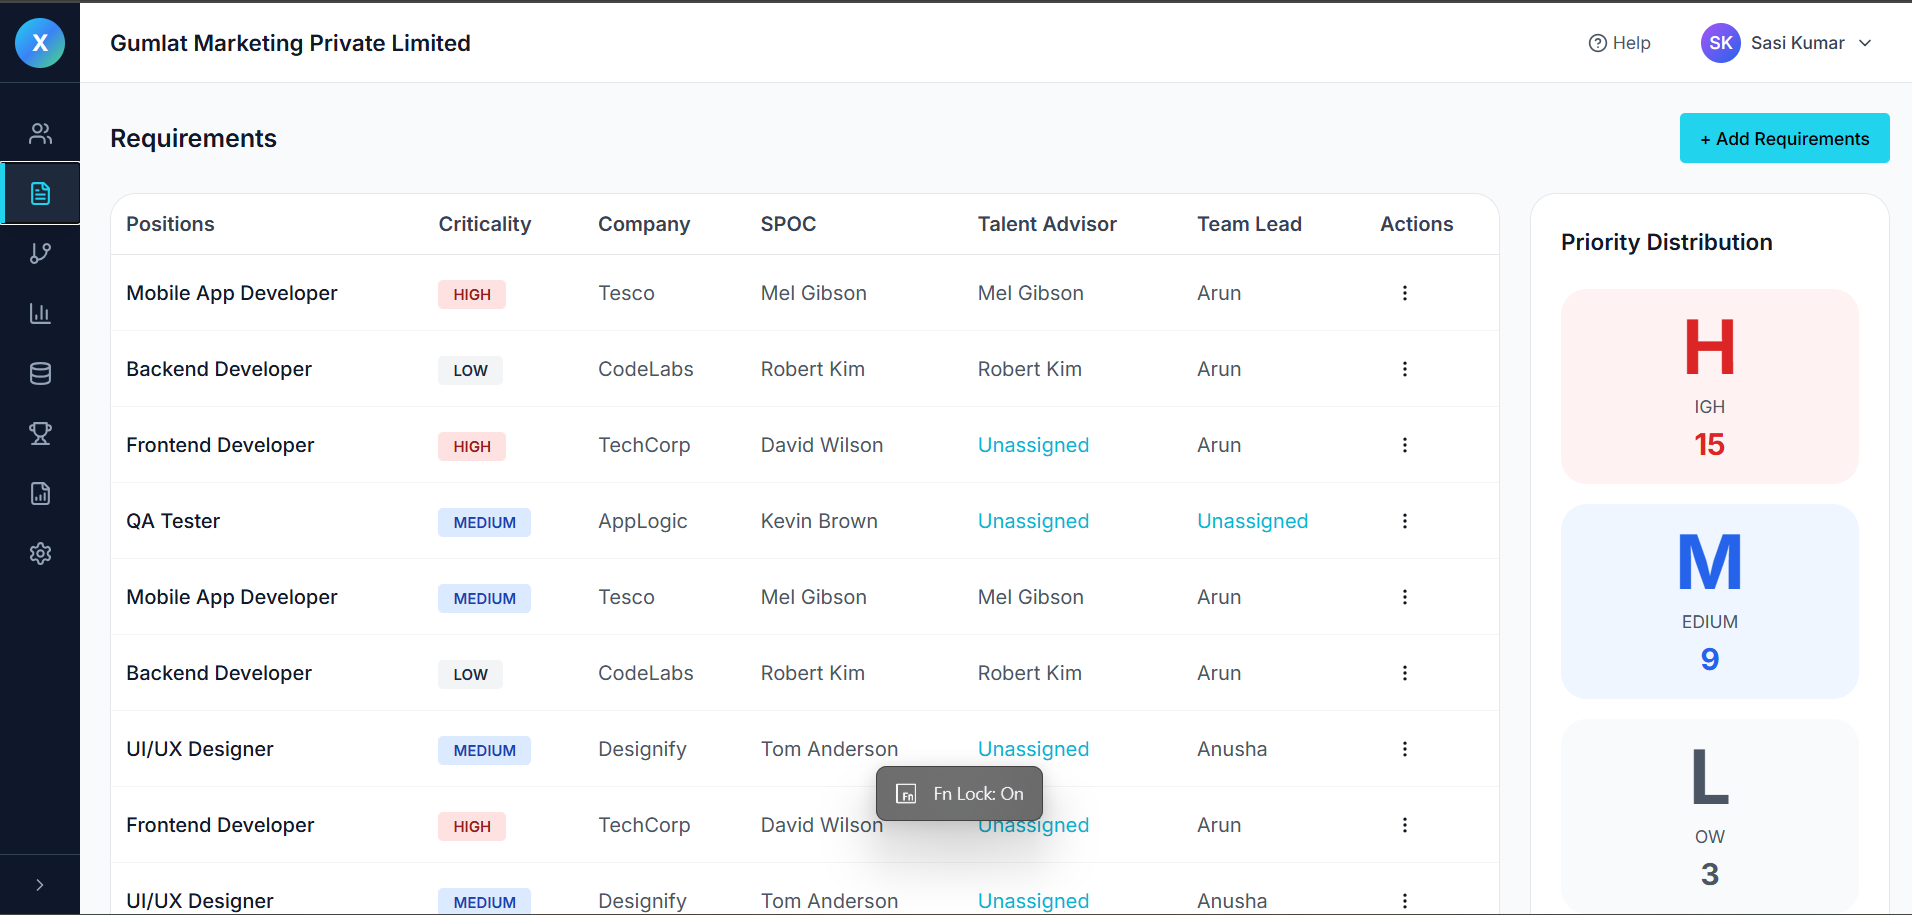 X
Gumlat Marketing Private Limited
Help
SK Sasi Kumar
Requirements
+ Add Requirements
Positions Criticality Company SPOC Talent Advisor Team Lead Actions
Mobile App Developer HIGH Tesco Mel Gibson Mel Gibson Arun
Backend Developer LOW CodeLabs Robert Kim Robert Kim Arun
Frontend Developer HIGH TechCorp David Wilson Unassigned Arun
QA Tester MEDIUM AppLogic Kevin Brown Unassigned Unassigned
Mobile App Developer MEDIUM Tesco Mel Gibson Mel Gibson Arun
Backend Developer LOW CodeLabs Robert Kim Robert Kim Arun
UI/UX Designer MEDIUM Designify Tom Anderson Unassigned Anusha
Fn Fn Lock: On
Frontend Developer HIGH TechCorp David Wilson Unassigned Arun
UI/UX Designer MEDIUM Designify Tom Anderson Unassigned Anusha
Priority Distribution
H
IGH
15
M
EDIUM
9
L
OW
3